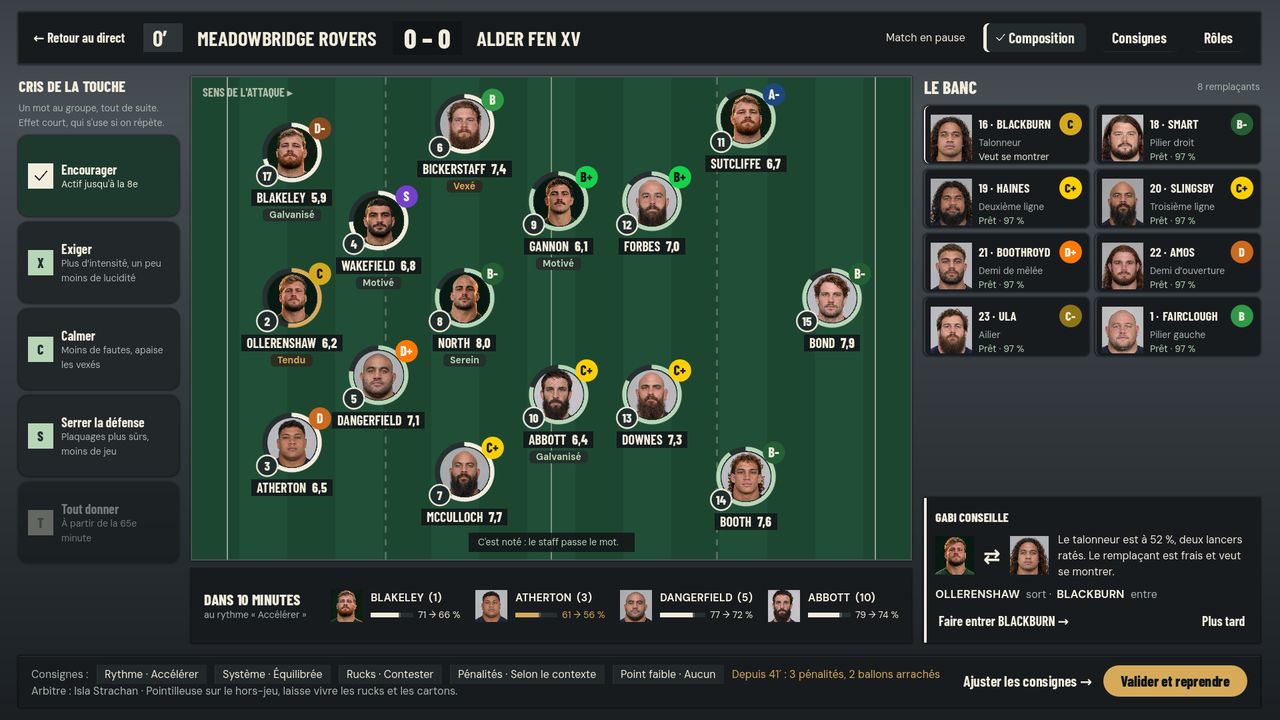 ← Retour au direct
0'
MEADOWBRIDGE ROVERS
0 – 0
ALDER FEN XV
Match en pause
✓ Composition
Consignes
Rôles
CRIS DE LA TOUCHE
Un mot au groupe, tout de suite.
Effet court, qui s'use si on répète.
Encourager
Actif jusqu'à la 8e
X
Exiger
Plus d'intensité, un peu
moins de lucidité
C
Calmer
Moins de fautes, apaise
les vexés
S
Serrer la défense
Plaquages plus sûrs,
moins de jeu
T
Tout donner
À partir de la 65e
minute
SENS DE L'ATTAQUE ▸
D-
17
BLAKELEY 5,9
Galvanisé
B
6
BICKERSTAFF 7,4
Vexé
A-
11
SUTCLIFFE 6,7
S
4
WAKEFIELD 6,8
Motivé
B+
9
GANNON 6,1
Motivé
B+
12
FORBES 7,0
C
2
OLLERENSHAW 6,2
Tendu
B-
8
NORTH 8,0
Serein
B-
15
BOND 7,9
D+
5
DANGERFIELD 7,1
C+
10
ABBOTT 6,4
Galvanisé
C+
13
DOWNES 7,3
D
3
ATHERTON 6,5
C+
7
MCCULLOCH 7,7
B-
14
BOOTH 7,6
C'est noté : le staff passe le mot.
LE BANC
8 remplaçants
16 · BLACKBURN
C
Talonneur
Veut se montrer
18 · SMART
B-
Pilier droit
Prêt · 97 %
19 · HAINES
C+
Deuxième ligne
Prêt · 97 %
20 · SLINGSBY
C+
Troisième ligne
Prêt · 97 %
21 · BOOTHROYD
D+
Demi de mêlée
Prêt · 97 %
22 · AMOS
D
Demi d'ouverture
Prêt · 97 %
23 · ULA
C-
Ailier
Prêt · 97 %
1 · FAIRCLOUGH
B
Pilier gauche
Prêt · 97 %
GABI CONSEILLE
⇄
Le talonneur est à 52 %, deux lancers
ratés. Le remplaçant est frais et veut
se montrer.
OLLERENSHAW sort · BLACKBURN entre
Faire entrer BLACKBURN →
Plus tard
DANS 10 MINUTES
au rythme « Accélérer »
BLAKELEY (1)
71 → 66 %
ATHERTON (3)
61 → 56 %
DANGERFIELD (5)
77 → 72 %
ABBOTT (10)
79 → 74 %
Consignes :
Rythme · Accélérer
Système · Équilibrée
Rucks · Contester
Pénalités · Selon le contexte
Point faible · Aucun
Depuis 41' : 3 pénalités, 2 ballons arrachés
Arbitre : Isla Strachan · Pointilleuse sur le hors-jeu, laisse vivre les rucks et les cartons.
Ajuster les consignes →
Valider et reprendre